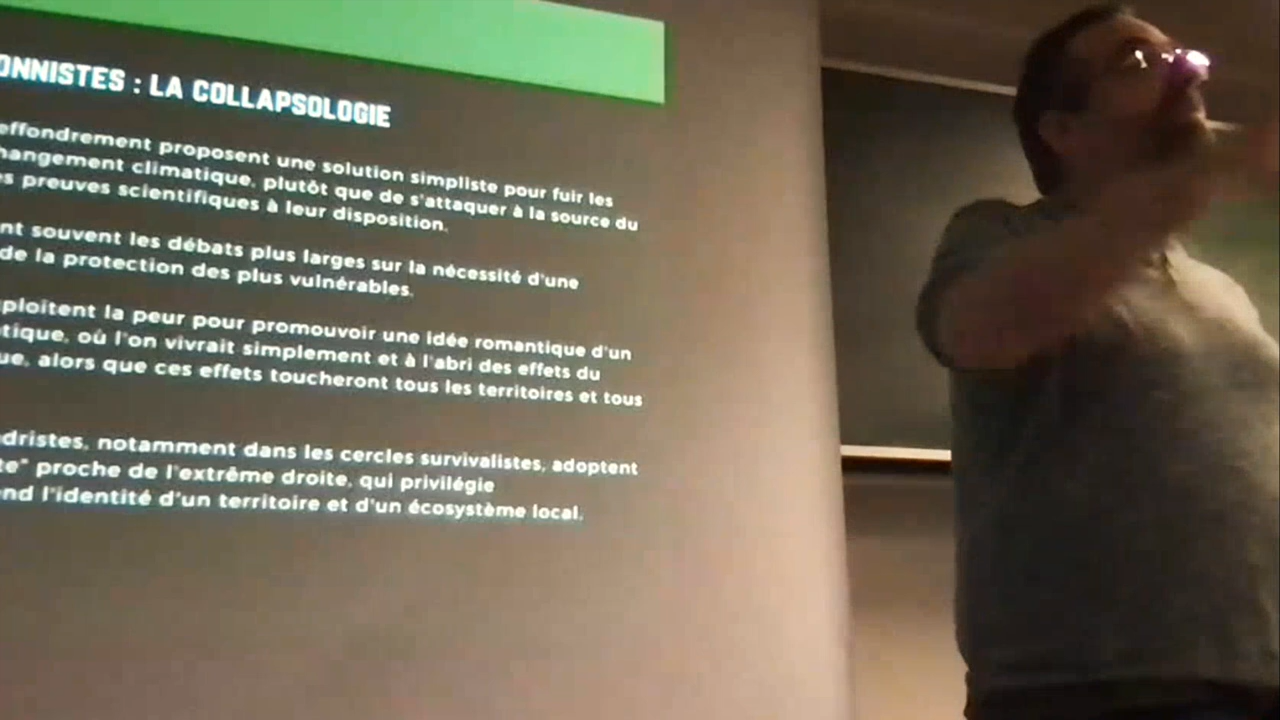 ONNISTES : LA COLLAPSOLOGIE
effondrement proposent une solution simpliste pour fuir les
hangement climatique, plutôt que de s'attaquer à la source du
s preuves scientifiques à leur disposition.
nt souvent les débats plus larges sur la nécessité d'une
de la protection des plus vulnérables.
ploitent la peur pour promouvoir une idée romantique d'un
tique, où l'on vivrait simplement et à l'abri des effets du
ue, alors que ces effets toucheront tous les territoires et tous
dristes, notamment dans les cercles survivalistes, adoptent
te" proche de l'extrême droite, qui privilégie
nd l'identité d'un territoire et d'un écosystème local.